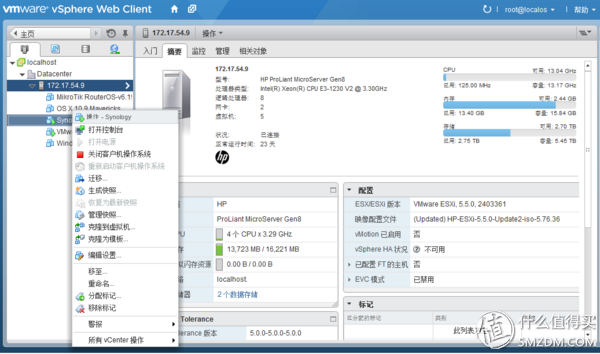 vmware® vSphere Web Client
root@localos
帮助
主页
172.17.54.9
操作
入门 摘要 监控 管理 相关对象
localhost
Datacenter
172.17.54.9
MikroTik RouterOS-v6.15
OS X 10.9 Mavericks
Syno
VMwa
Wind
操作 - Synology
打开控制台
打开电源
关闭客户机操作系统
重新启动客户机操作系统
迁移...
生成快照...
恢复为最新快照
管理快照...
克隆到虚拟机...
克隆为模板...
编辑设置...
移至...
重命名...
分配标记...
移除标记
警报
所有 vCenter 操作
172.17.54.9
型号: HP ProLiant MicroServer Gen8
处理器类型: Intel(R) Xeon(R) CPU E3-1230 V2 @ 3.30GHz
逻辑处理器: 8
网卡: 2
虚拟机: 5
状况: 已连接
正常运行时间: 23 天
hp
CPU 可用: 13.04 GHz
已用: 125.00 MHz 容量: 13.17 GHz
内存 可用: 2.44 GB
已用: 13.40 GB 容量: 15.84 GB
存储 可用: 2.70 TB
已用: 2.75 TB 容量: 5.45 TB
HP
ProLiant MicroServer Gen8
CPU 4 个 CPU x 3.29 GHz
存 13,723 MB / 16,221 MB
闪存资源 0.00 B / 0.00 B
localhost
储器 2 个数据存储
Tolerance
Tolerance 版本 5.0.0-5.0.0-5.0.0
配置
ESX/ESXi 版本 VMware ESXi, 5.5.0, 2403361
映像配置文件 (Updated) HP-ESXi-5.5.0-Update2-iso-5.76.36
vMotion 已启用 否
vSphere HA 状况 不可用
已配置 FT 的主机 否
EVC 模式 已禁用
标记
已分配的标记 类别
此列表
值 什么值得买
SMZDM.COM